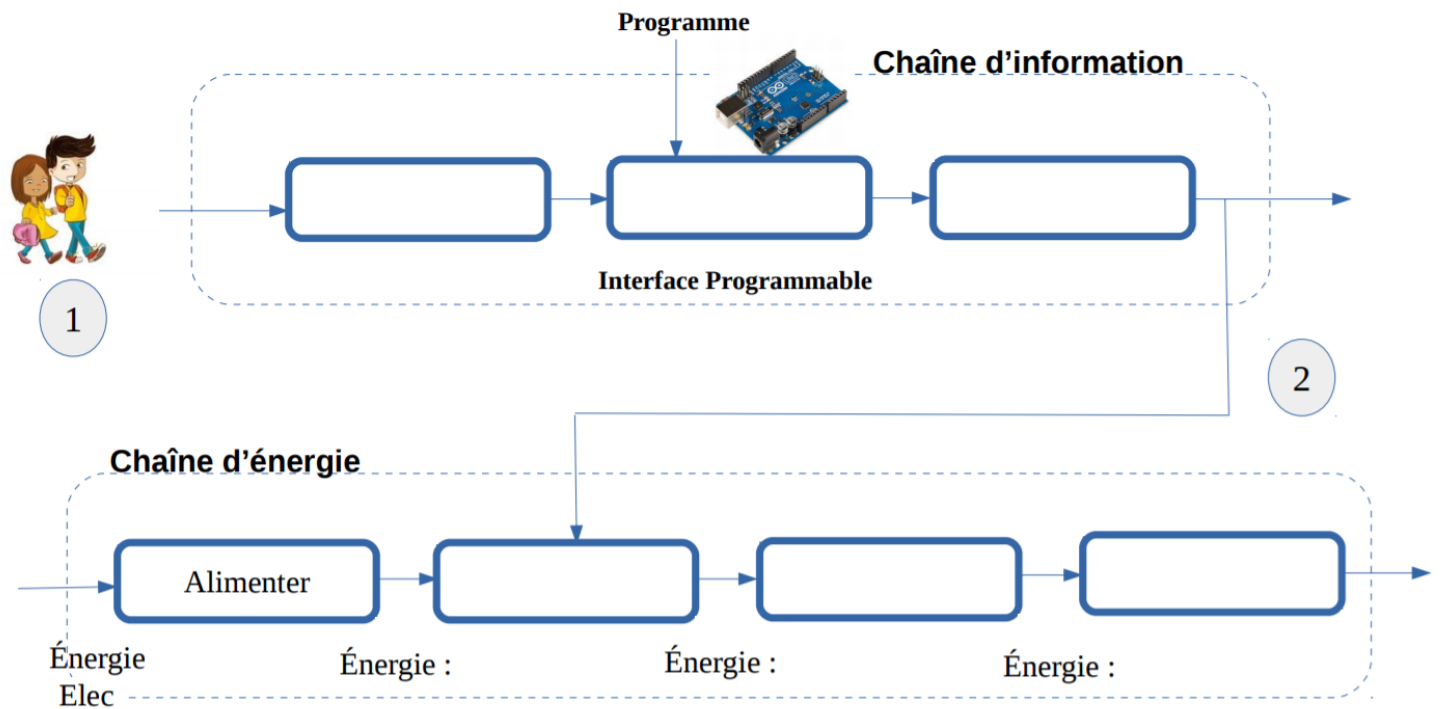 Programme
Chaîne d’information
Interface Programmable
1
2
Chaîne d’énergie
Alimenter
Énergie
Elec
Énergie :
Énergie :
Énergie :